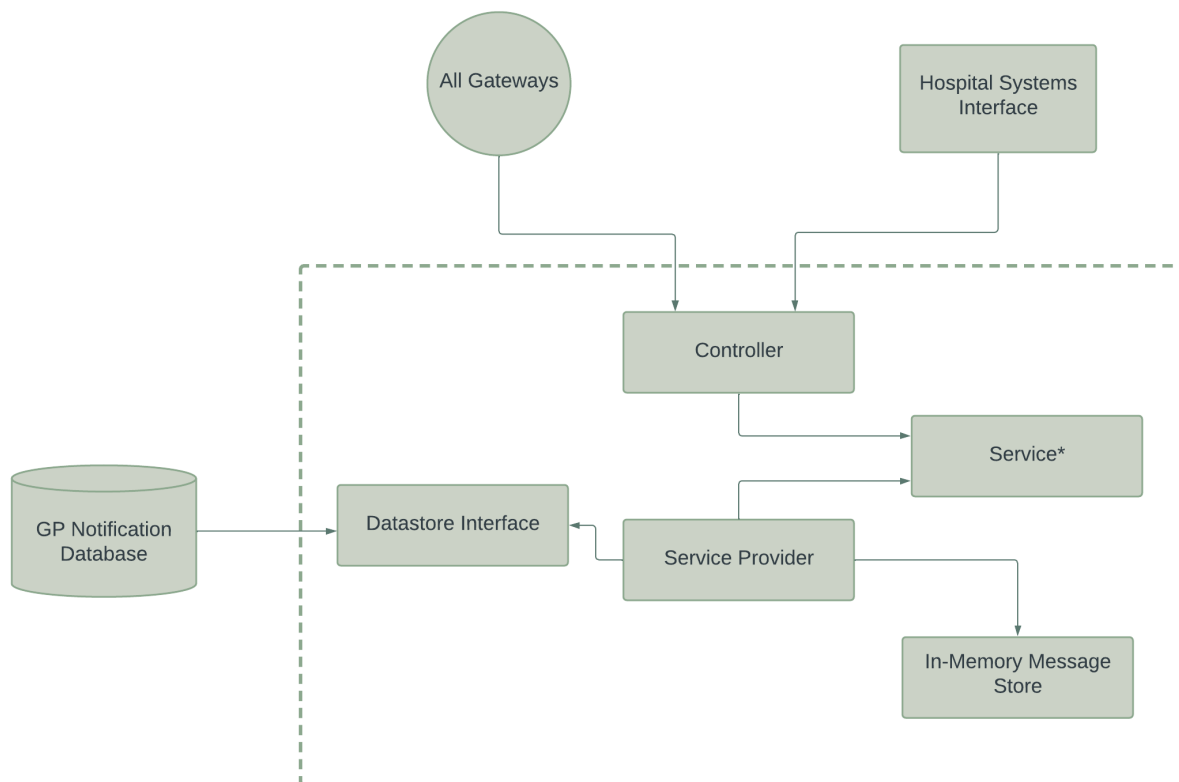 All Gateways
Hospital Systems
Interface
Controller
Service*
GP Notification
Database
Datastore Interface
Service Provider
In-Memory Message
Store